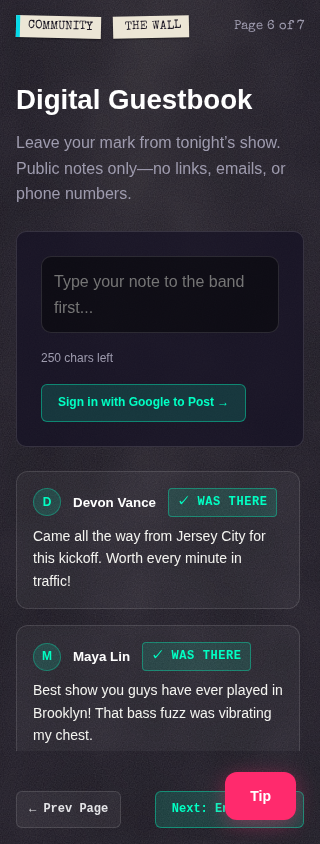 COMMUNITY THE WALL Page 6 of 7
Digital Guestbook
Leave your mark from tonight’s show.
Public notes only—no links, emails, or
phone numbers.
Type your note to the band
first...
250 chars left
Sign in with Google to Post →
D Devon Vance ✓ WAS THERE
Came all the way from Jersey City for
this kickoff. Worth every minute in
traffic!
M Maya Lin ✓ WAS THERE
Best show you guys have ever played in
Brooklyn! That bass fuzz was vibrating
my chest.
← Prev Page Next: Tip